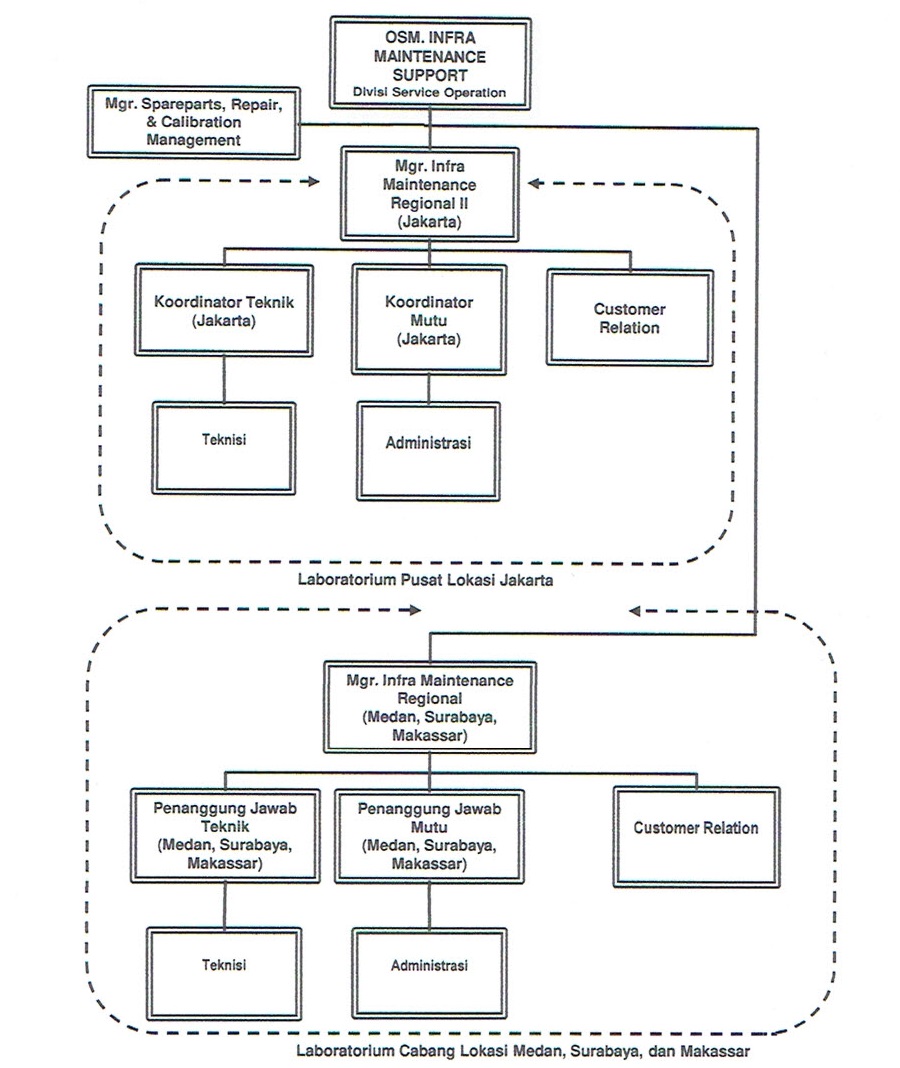 OSM. INFRA
MAINTENANCE
SUPPORT
Divisi Service Operation
Mgr. Spareparts, Repair,
& Calibration
Management
Mgr. Infra
Maintenance
Regional II
(Jakarta)
Koordinator Teknik
(Jakarta)
Koordinator
Mutu
(Jakarta)
Customer
Relation
Teknisi
Administrasi
Laboratorium Pusat Lokasi Jakarta
Mgr. Infra Maintenance
Regional
(Medan, Surabaya,
Makassar)
Penanggung Jawab
Teknik
(Medan, Surabaya,
Makassar)
Penanggung Jawab
Mutu
(Medan, Surabaya,
Makassar)
Customer Relation
Teknisi
Administrasi
Laboratorium Cabang Lokasi Medan, Surabaya, dan Makassar